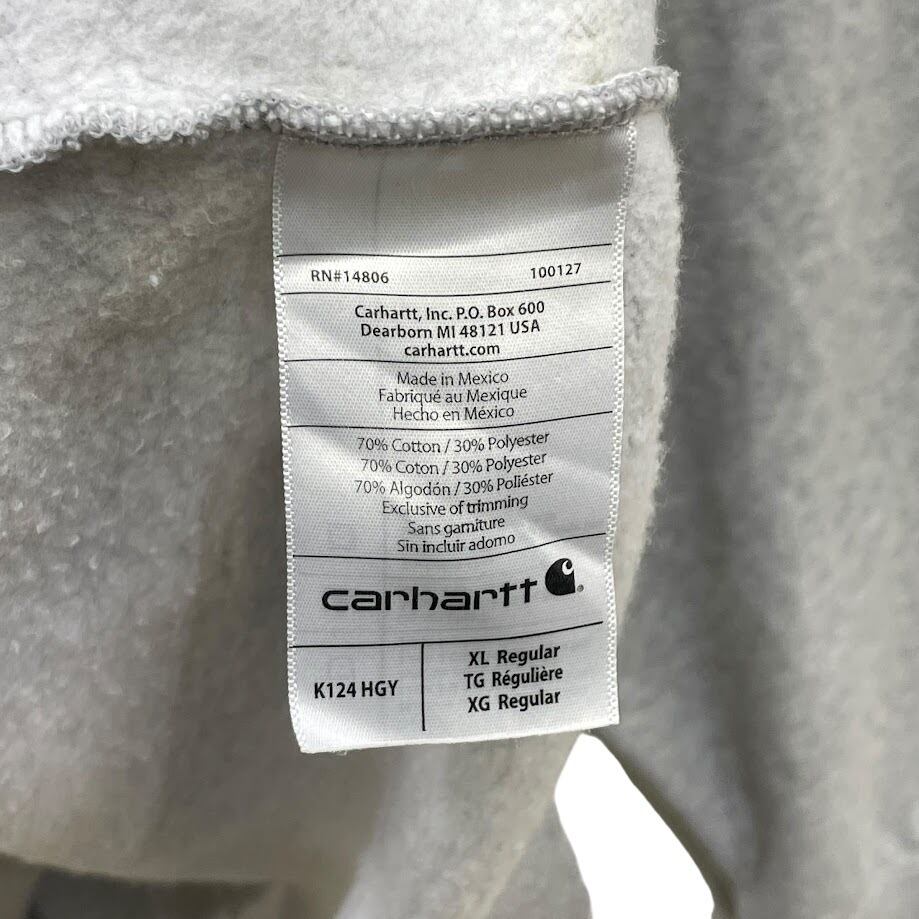 RN#14806 100127
Carhartt, Inc. P.O. Box 600
Dearborn MI 48121 USA
carhartt.com
Made in Mexico
Fabriqué au Mexique
Hecho en México
70% Cotton / 30% Polyester
70% Coton / 30% Polyester
70% Algodón / 30% Poliéster
Exclusive of trimming
Sans garniture
Sin incluir adorno
carhartt
K124 HGY
XL Regular
TG Régulière
XG Regular